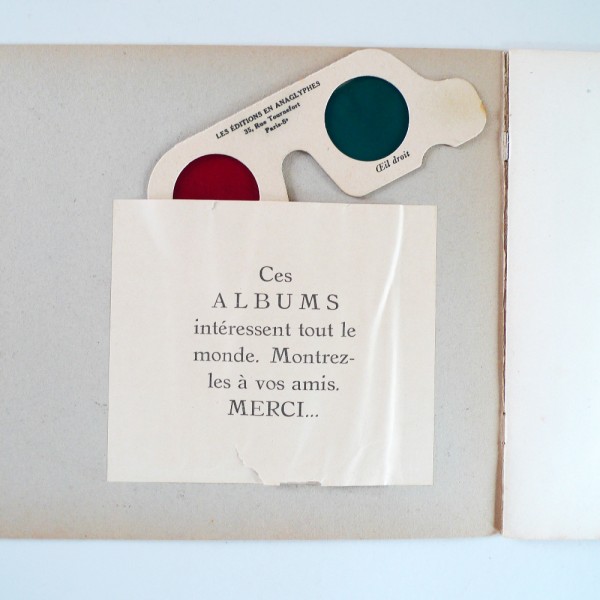 LES ÉDITIONS EN ANAGLYPHES
35, Rue Tournefort
Paris-5e
Œil droit
Ces
ALBUMS
intéressent tout le
monde. Montrez-
les à vos amis.
MERCI...